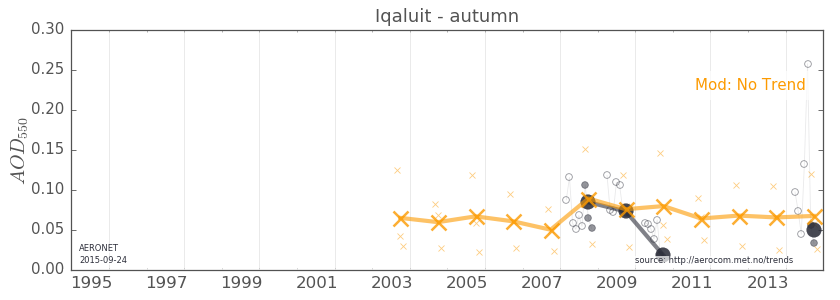 Iqaluit - autumn
0.30
0.25
0.20
0.15
0.10
0.05
0.00
AOD550
Mod: No Trend
AERONET
2015-09-24
source: http://aerocom.met.no/trends
1995 1997 1999 2001 2003 2005 2007 2009 2011 2013